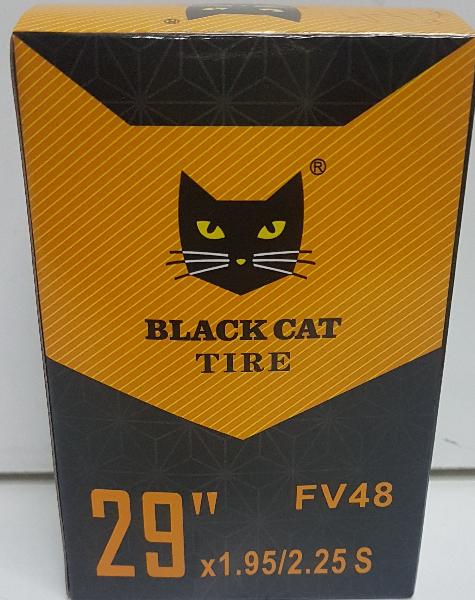 ®
®
BLACK CAT
TIRE
FV48
29"
x1.95/2.25 S